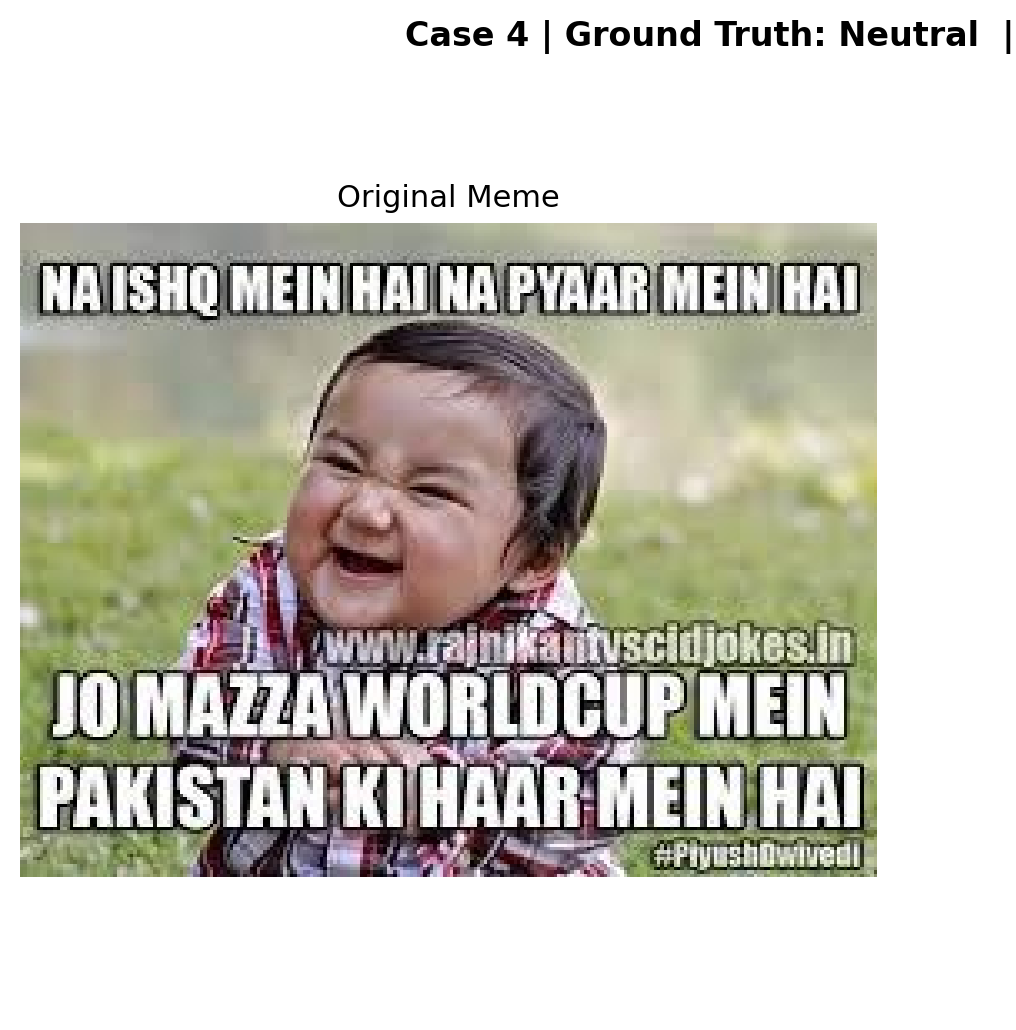 Case 4 | Ground Truth: Neutral |
Original Meme
NA ISHQ MEIN HAI NA PYAAR MEIN HAI
www.rajnikantvscidjokes.in
JO MAZZA WORLDCUP MEIN
PAKISTAN KI HAAR MEIN HAI
#PiyushDwivedi